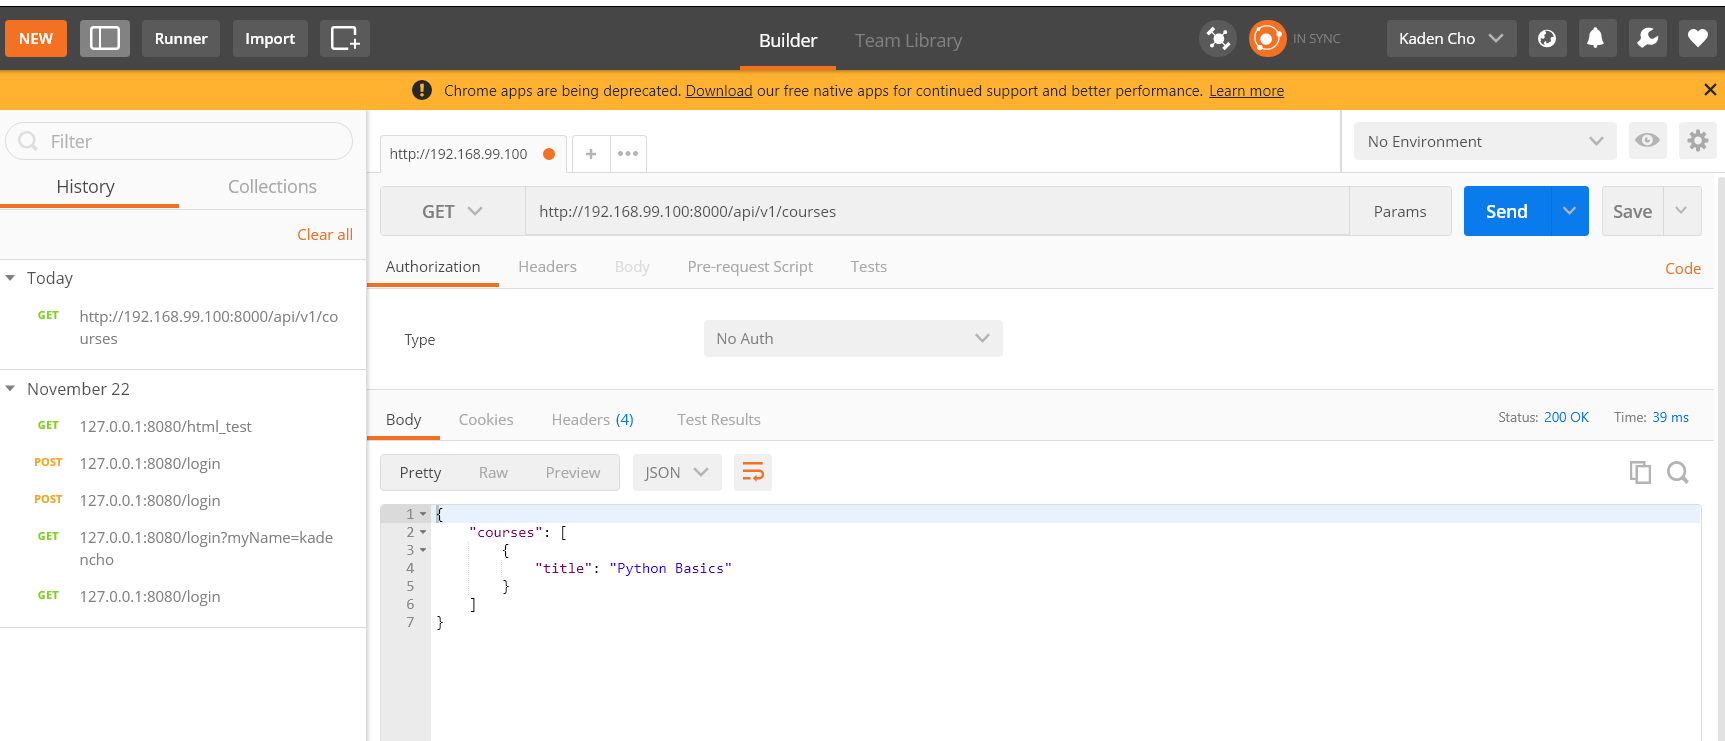 NEW Runner Import Builder Team Library IN SYNC Kaden Cho
Chrome apps are being deprecated. Download our free native apps for continued support and better performance. Learn more
Filter
History Collections
Clear all
Today
GET http://192.168.99.100:8000/api/v1/co
urses
November 22
GET 127.0.0.1:8080/html_test
POST 127.0.0.1:8080/login
POST 127.0.0.1:8080/login
GET 127.0.0.1:8080/login?myName=kade
ncho
GET 127.0.0.1:8080/login
http://192.168.99.100
No Environment
GET http://192.168.99.100:8000/api/v1/courses Params Send Save
Authorization Headers Body Pre-request Script Tests Code
Type No Auth
Body Cookies Headers (4) Test Results Status: 200 OK Time: 39 ms
Pretty Raw Preview JSON
1 {
2 "courses": [
3 {
4 "title": "Python Basics"
5 }
6 ]
7 }